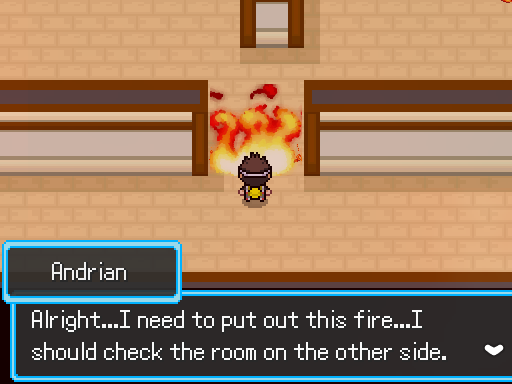 Andrian
Alright...I need to put out this fire...I
should check the room on the other side.